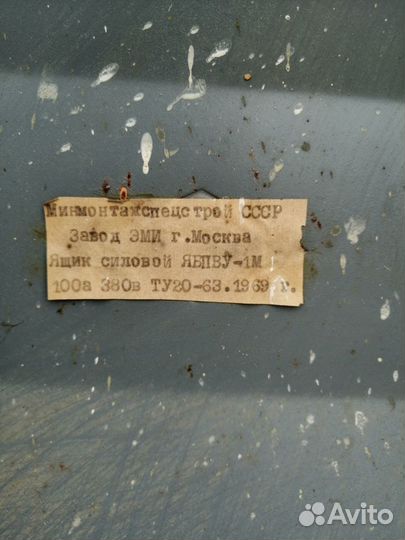 Минмонтажспецстрой СССР
Завод ЭМИ г.Москва
Ящик силовой ЯБПВУ-1М
100а 380в ТУ20-63.1969 г.
Avito